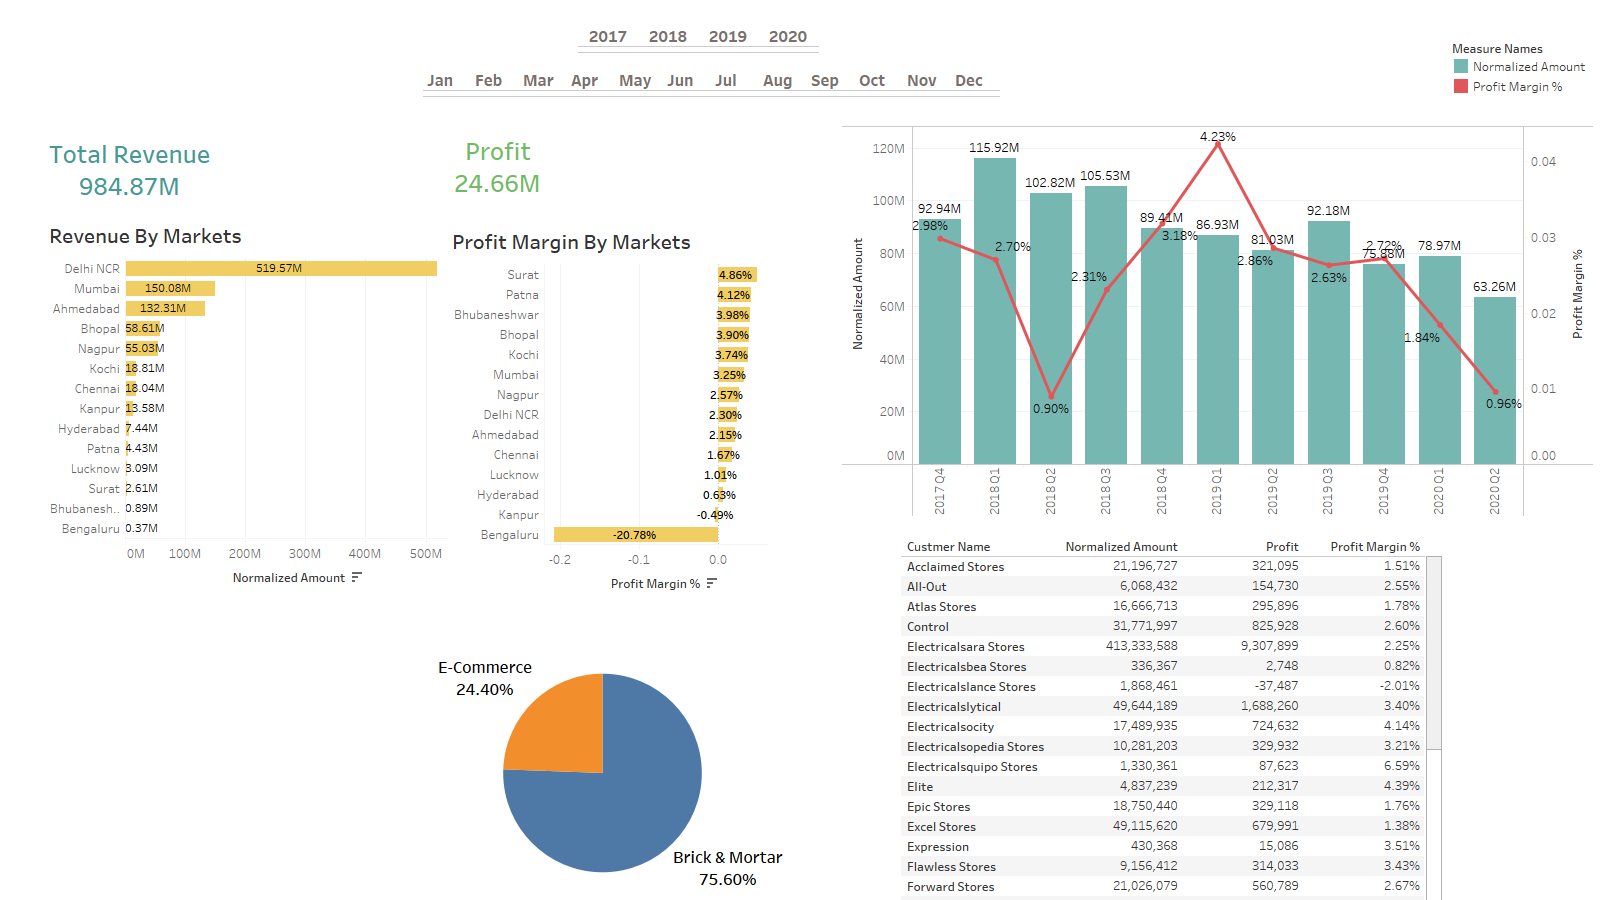 2017 2018 2019 2020
Jan Feb Mar Apr May Jun Jul Aug Sep Oct Nov Dec
Measure Names
Normalized Amount
Profit Margin %
Total Revenue
984.87M
Profit
24.66M
Revenue By Markets
Delhi NCR 519.57M
Mumbai 150.08M
Ahmedabad 132.31M
Bhopal 58.61M
Nagpur 55.03M
Kochi 18.81M
Chennai 18.04M
Kanpur 13.58M
Hyderabad 7.44M
Patna 4.43M
Lucknow 3.09M
Surat 2.61M
Bhubanesh.. 0.89M
Bengaluru 0.37M
0M 100M 200M 300M 400M 500M
Normalized Amount
Profit Margin By Markets
Surat 4.86%
Patna 4.12%
Bhubaneshwar 3.98%
Bhopal 3.90%
Kochi 3.74%
Mumbai 3.25%
Nagpur 2.57%
Delhi NCR 2.30%
Ahmedabad 2.15%
Chennai 1.67%
Lucknow 1.01%
Hyderabad 0.63%
Kanpur -0.49%
Bengaluru -20.78%
-0.2 -0.1 0.0
Profit Margin %
Normalized Amount
120M
100M
80M
60M
40M
20M
0M
92.94M 115.92M 102.82M 105.53M 89.41M 86.93M 81.03M 92.18M 75.88M 78.97M 63.26M
2.98% 2.70% 0.90% 2.31% 3.18% 4.23% 2.86% 2.63% 2.72% 1.84% 0.96%
0.04
0.03
0.02
0.01
0.00
Profit Margin %
2017 Q4 2018 Q1 2018 Q2 2018 Q3 2018 Q4 2019 Q1 2019 Q2 2019 Q3 2019 Q4 2020 Q1 2020 Q2
E-Commerce
24.40%
Brick & Mortar
75.60%
Custmer Name Normalized Amount Profit Profit Margin %
Acclaimed Stores 21,196,727 321,095 1.51%
All-Out 6,068,432 154,730 2.55%
Atlas Stores 16,666,713 295,896 1.78%
Control 31,771,997 825,928 2.60%
Electricalsara Stores 413,333,588 9,307,899 2.25%
Electricalsbea Stores 336,367 2,748 0.82%
Electricalslance Stores 1,868,461 -37,487 -2.01%
Electricalslytical 49,644,189 1,688,260 3.40%
Electricalsocity 17,489,935 724,632 4.14%
Electricalsopedia Stores 10,281,203 329,932 3.21%
Electricalsquipo Stores 1,330,361 87,623 6.59%
Elite 4,837,239 212,317 4.39%
Epic Stores 18,750,440 329,118 1.76%
Excel Stores 49,115,620 679,991 1.38%
Expression 430,368 15,086 3.51%
Flawless Stores 9,156,412 314,033 3.43%
Forward Stores 21,026,079 560,789 2.67%